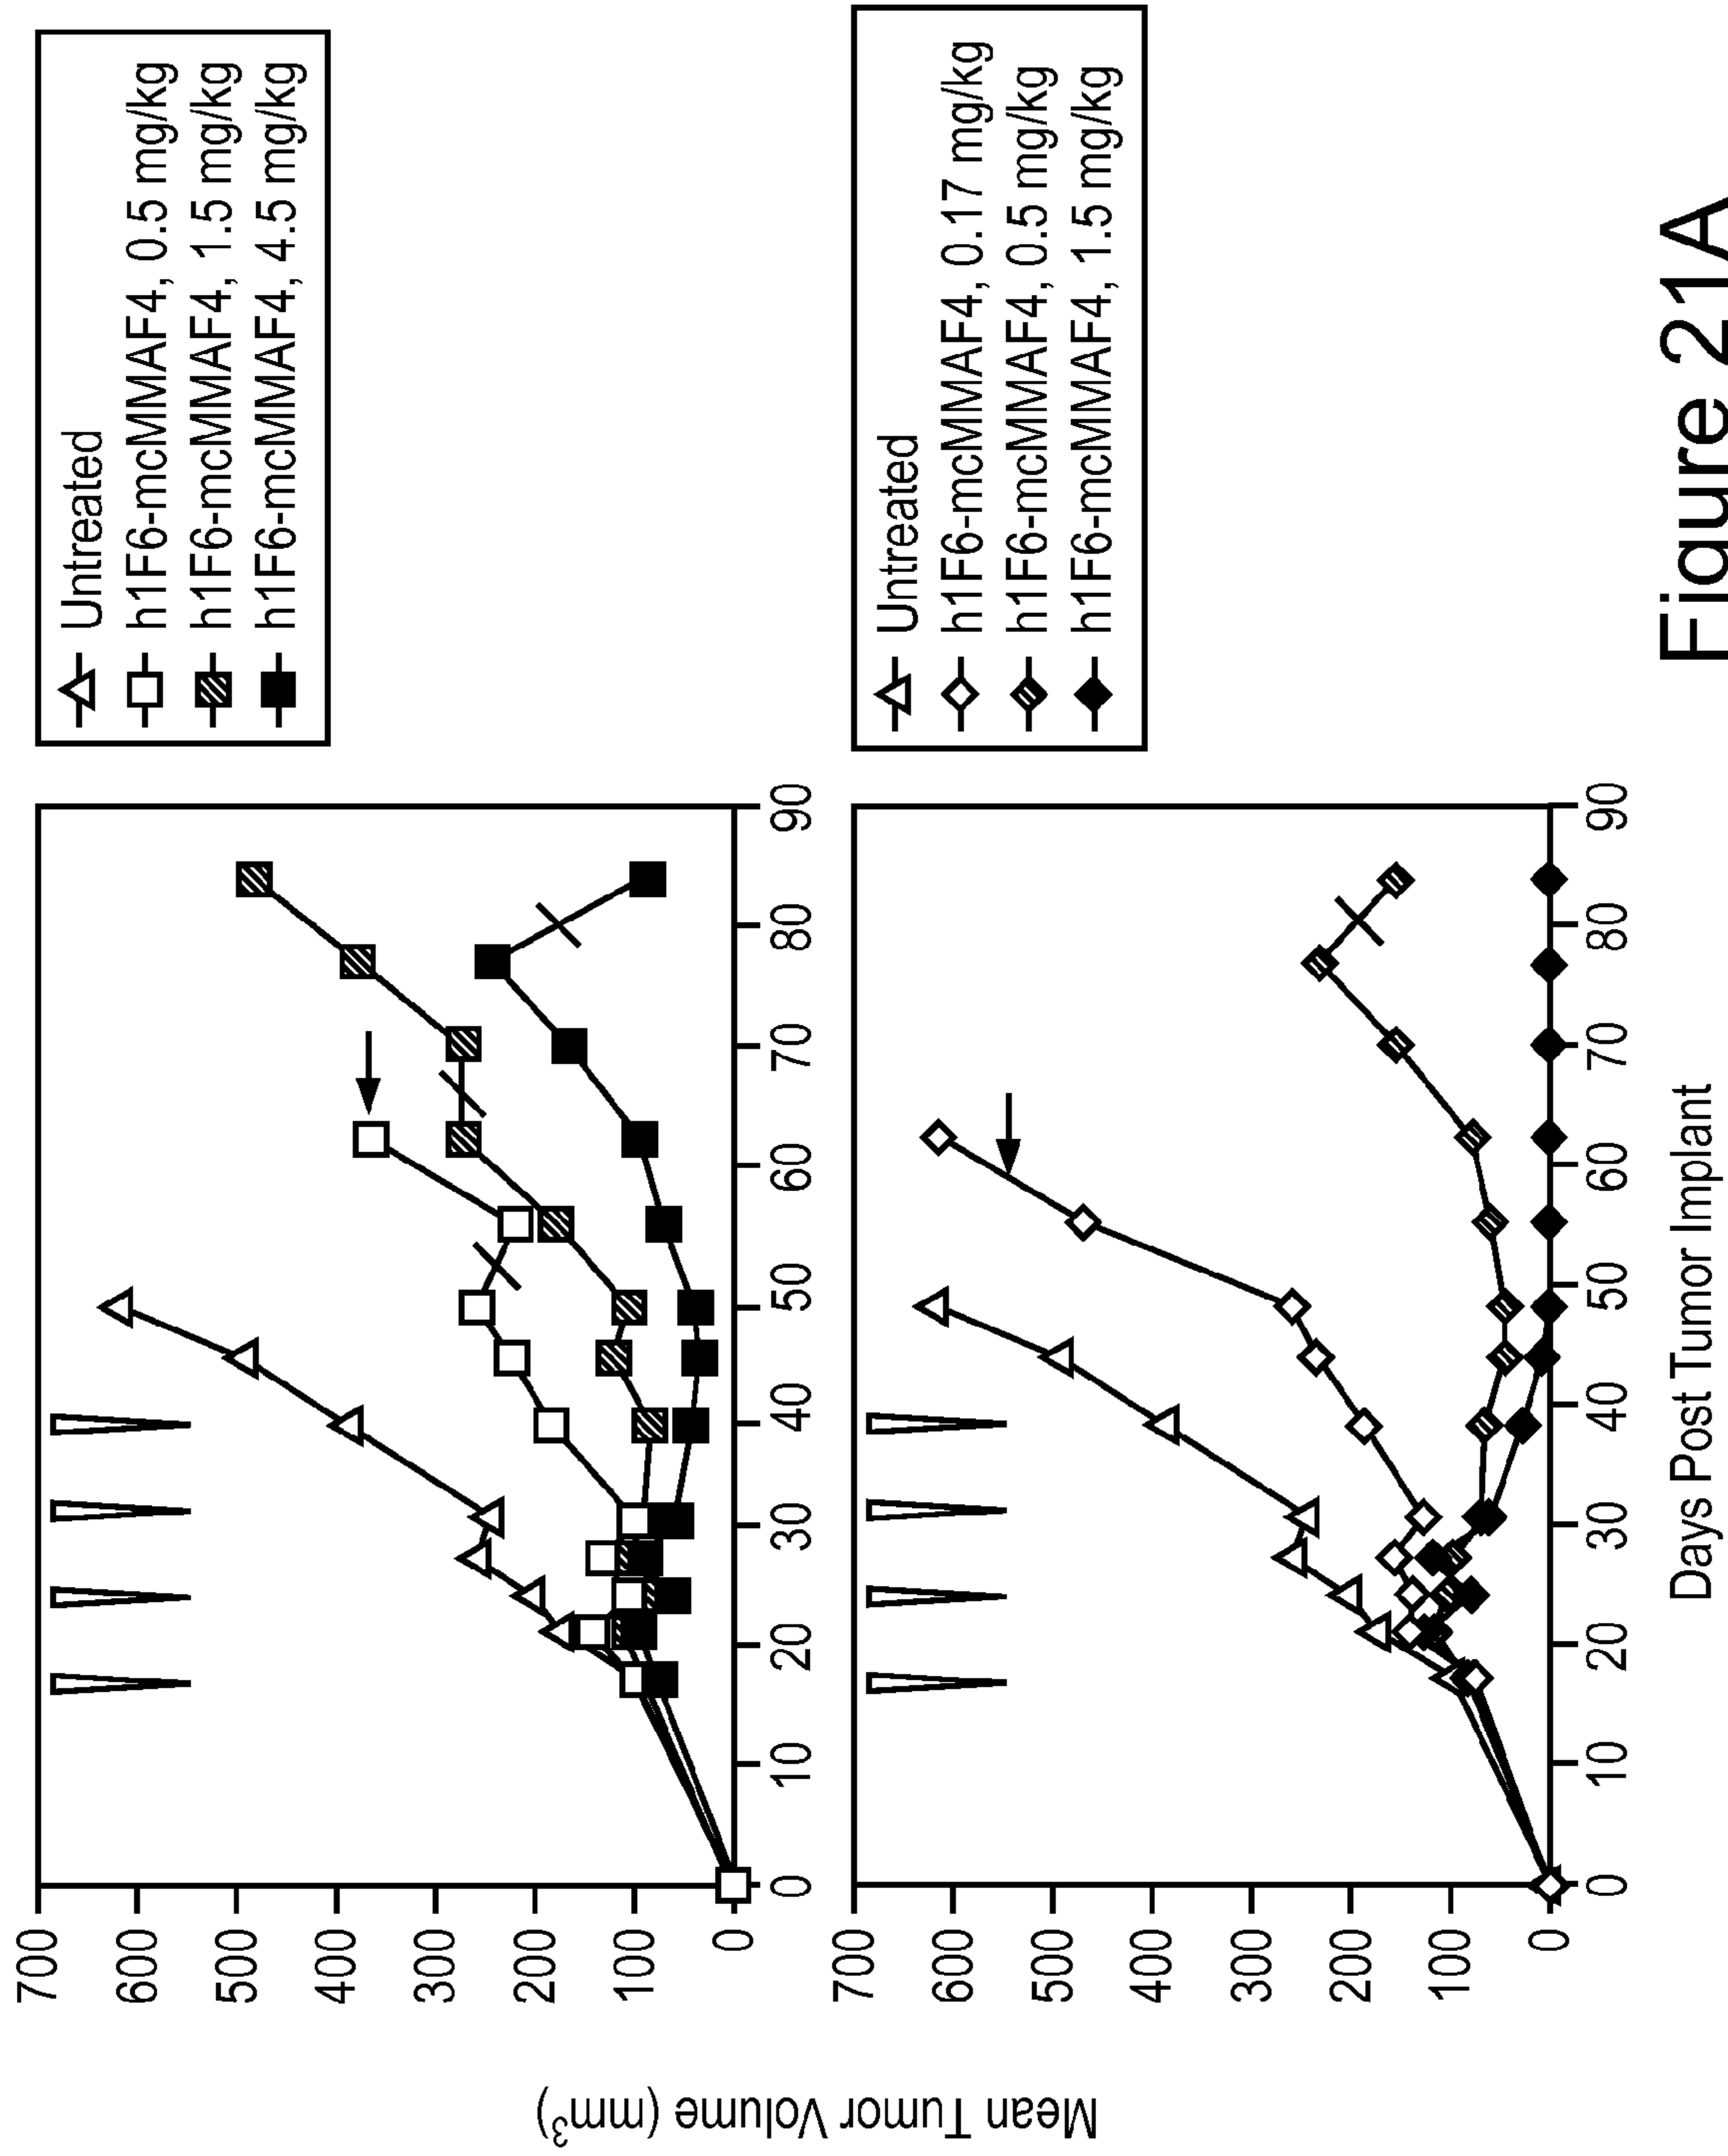 700
600
500
400
300
200
100
0
0 10 20 30 40 50 60 70 80 90
Untreated
h1F6-mcMMAF4, 0.5 mg/kg
h1F6-mcMMAF4, 1.5 mg/kg
h1F6-mcMMAF4, 4.5 mg/kg
Mean Tumor Volume (mm³)
700
600
500
400
300
200
100
0
0 10 20 30 40 50 60 70 80 90
Untreated
h1F6-mcMMAF4, 0.17 mg/kg
h1F6-mcMMAF4, 0.5 mg/kg
h1F6-mcMMAF4, 1.5 mg/kg
Days Post Tumor Implant
Figure 21A